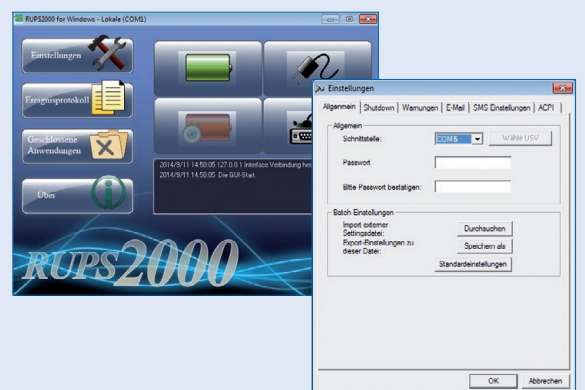 RUPS2000 for Windows - Lokale (COM1)
Einstellungen
Ereignisprotokoll
Geschlossene
Anwendungen
Über
2014/9/11 14:50:05 127.0.0.1 Interface Verbindung her
2014/9/11 14:50:05 Die GUI-Start.
RUPS2000
Einstellungen
Allgemein
Shutdown
Warnungen
E-Mail
SMS Einstellungen
ACPI
Allgemein
Schnittstelle:
COM5
Wähle USV
Passwort
Bitte Passwort bestätigen:
Batch Einstellungen
Import externer
Settingsdatei:
Durchsuchen
Export-Einstellungen zu
dieser Datei:
Speichern als
Standardeinstellungen
OK
Abbrechen